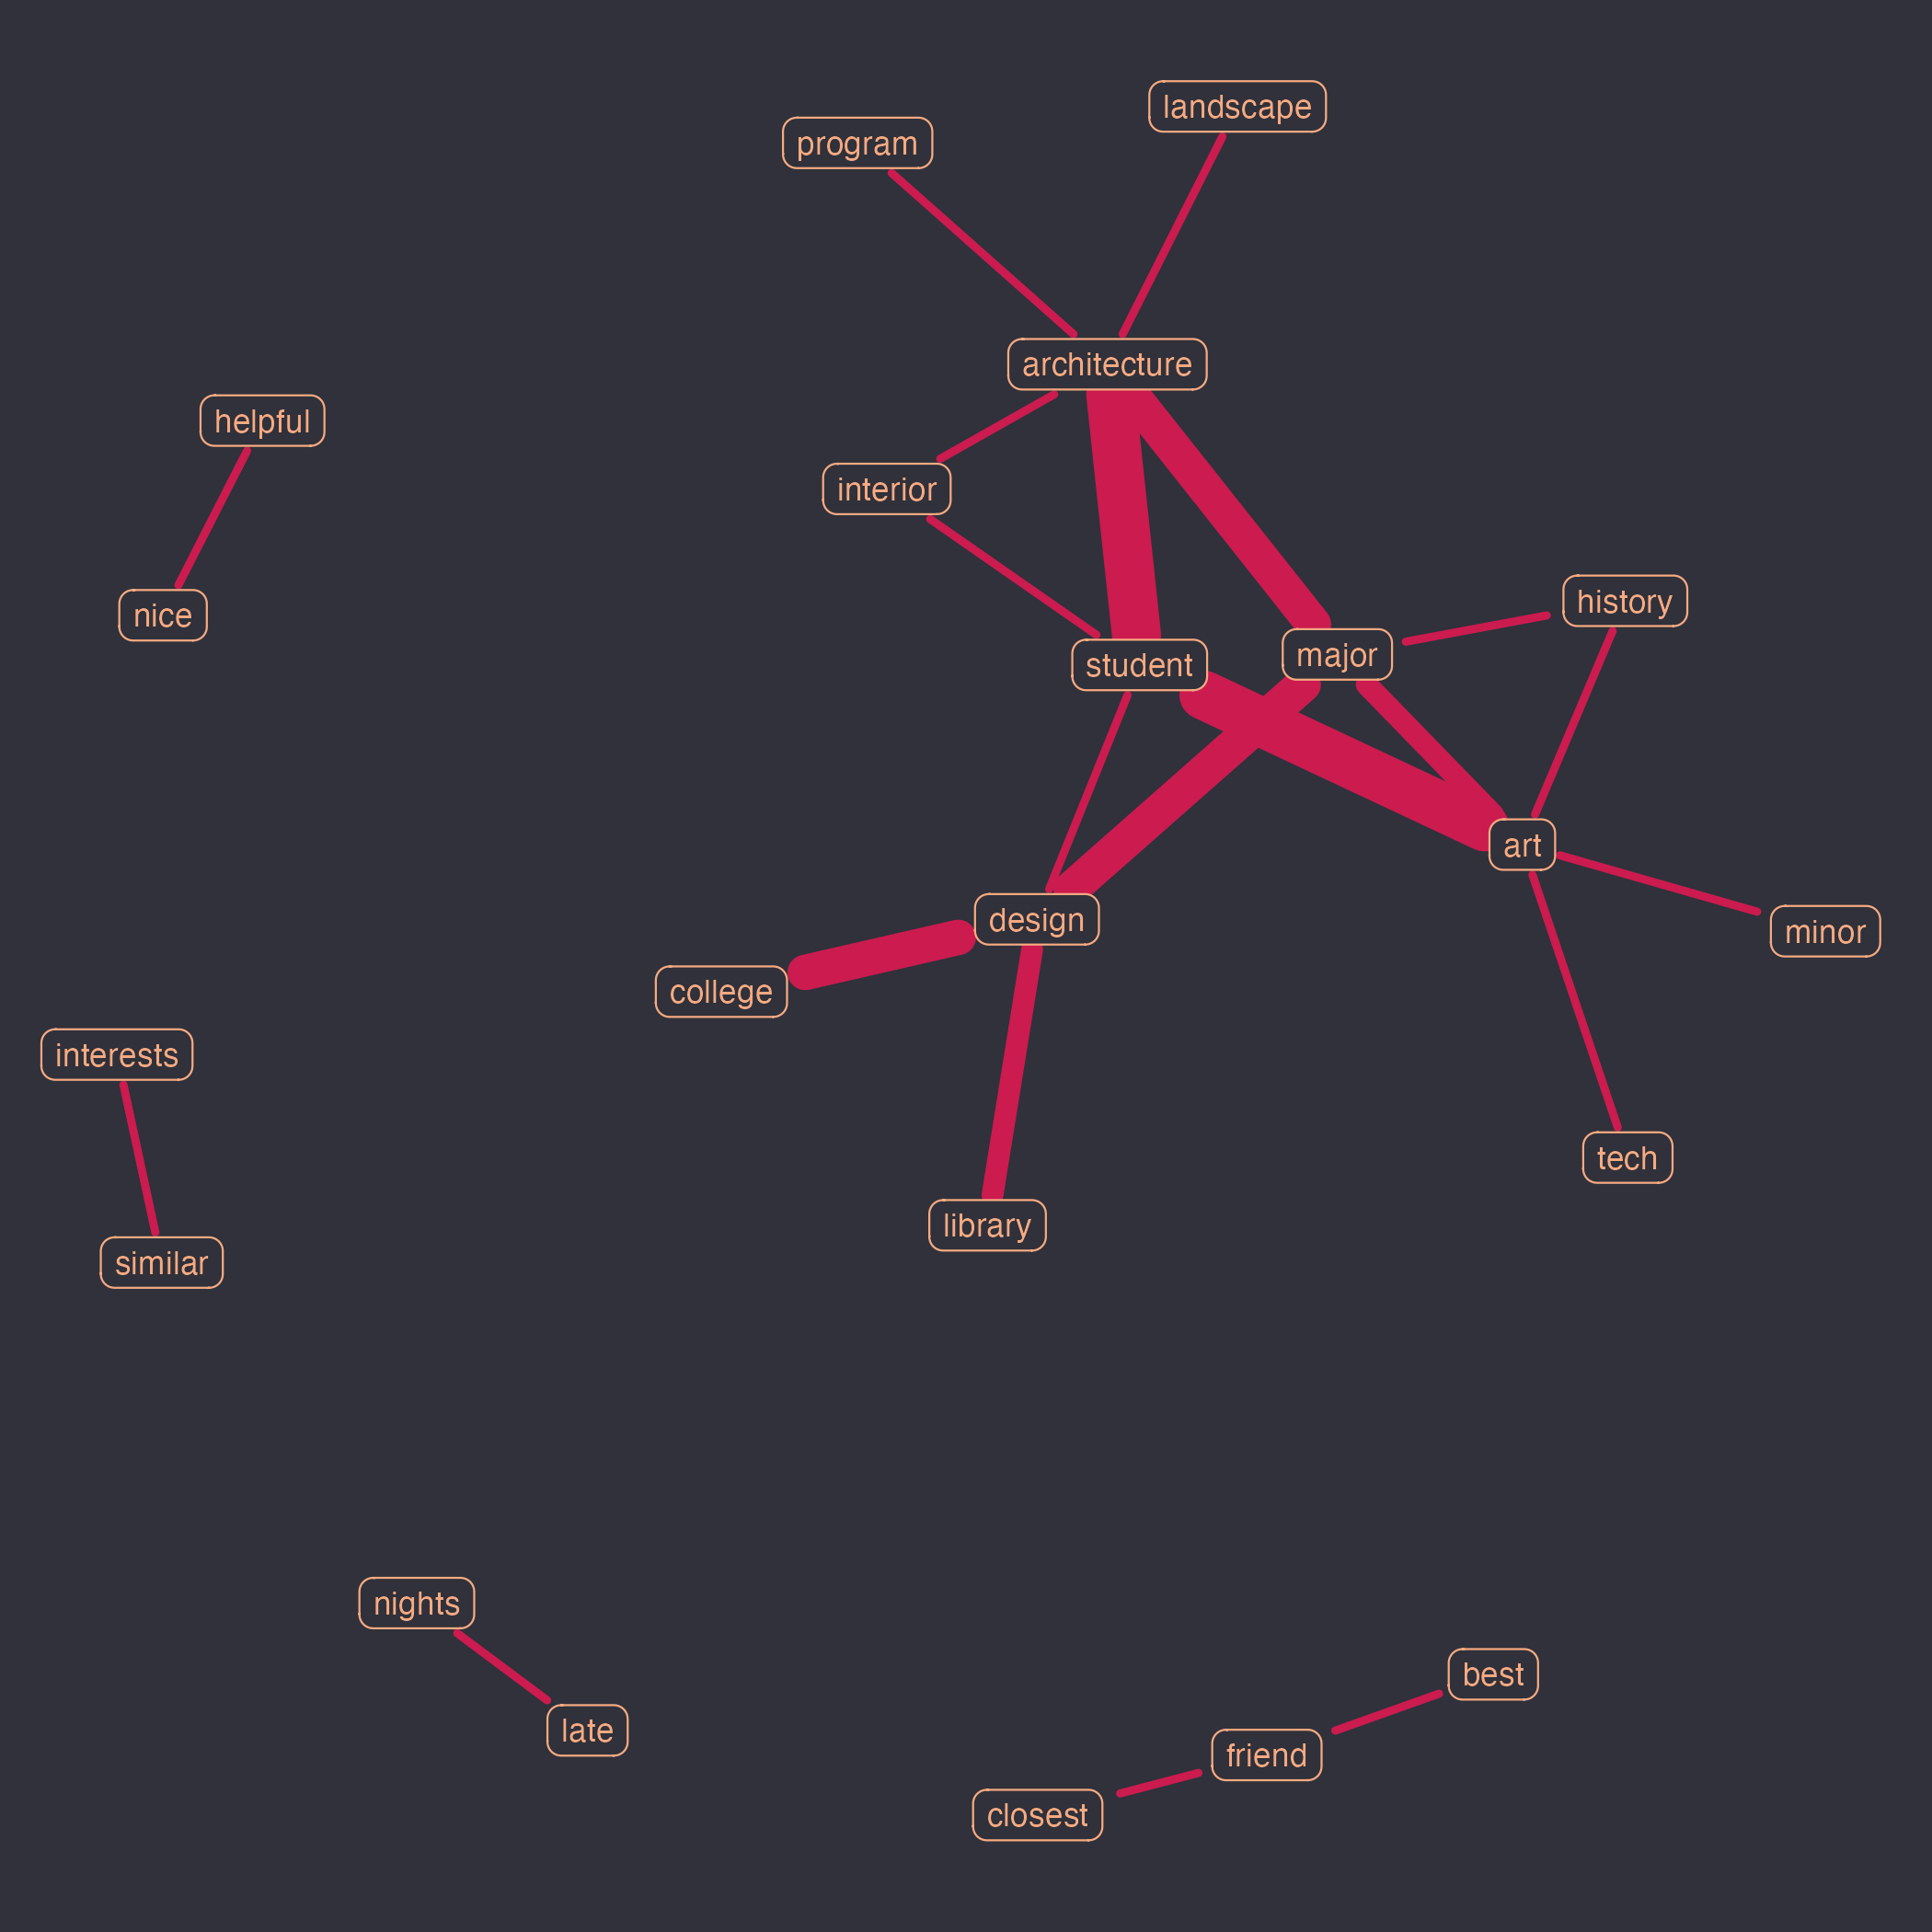 landscape
program
architecture
helpful
interior
history
nice
major
student
art
design
minor
college
interests
tech
library
similar
nights
best
late
friend
closest